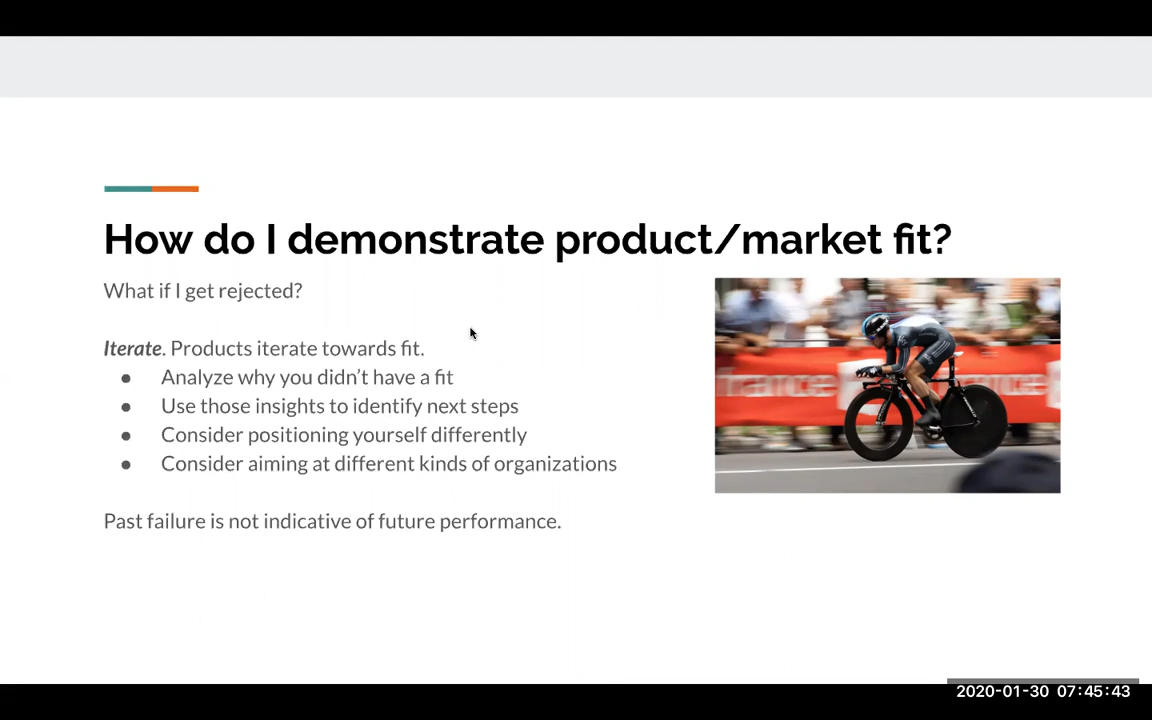 How do I demonstrate product/market fit?
What if I get rejected?
Iterate. Products iterate towards fit.
● Analyze why you didn't have a fit
● Use those insights to identify next steps
● Consider positioning yourself differently
● Consider aiming at different kinds of organizations
france
Past failure is not indicative of future performance.
2020-01-30 07:45:43